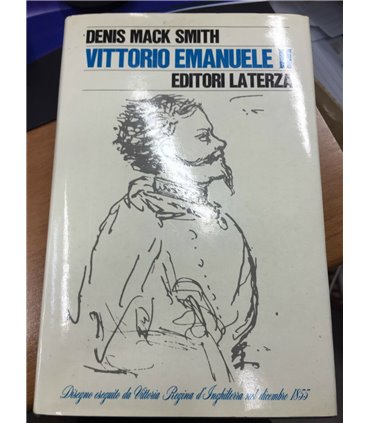 DENIS MACK SMITH
VITTORIO EMANUELE II
EDITORI LATERZA
Disegno eseguito da Vittoria Regina d'Inghilterra nel dicembre 1855